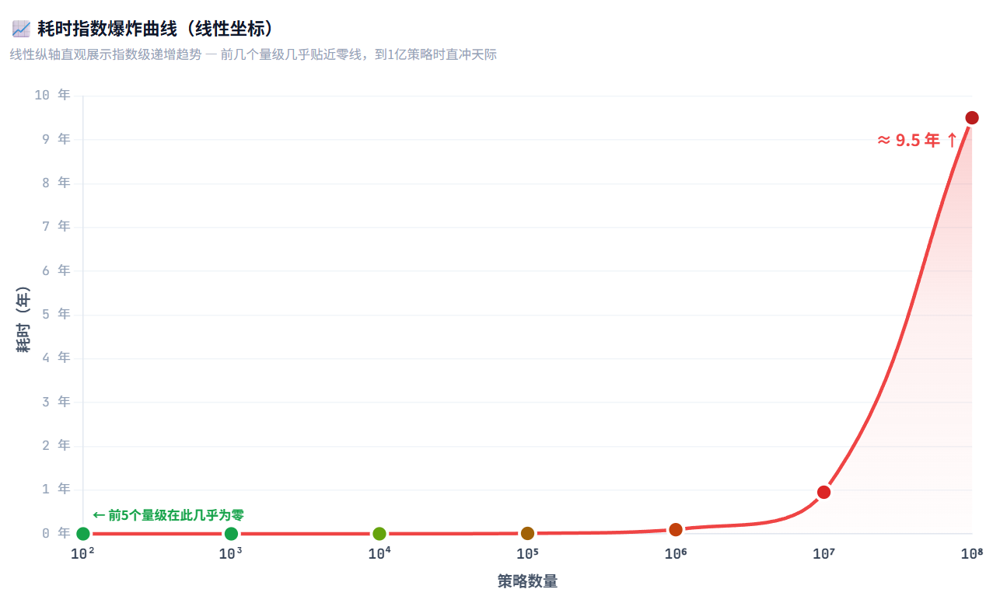 📈 耗时指数爆炸曲线（线性坐标）
线性纵轴直观展示指数级递增趋势 — 前几个量级几乎贴近零线，到1亿策略时直冲天际
10 年
9 年
≈ 9.5 年 ↑
8 年
7 年
6 年
5 年
4 年
3 年
2 年
1 年
0 年
耗时（年）
← 前5个量级在此几乎为零
10² 10³ 10⁴ 10⁵ 10⁶ 10⁷ 10⁸
策略数量